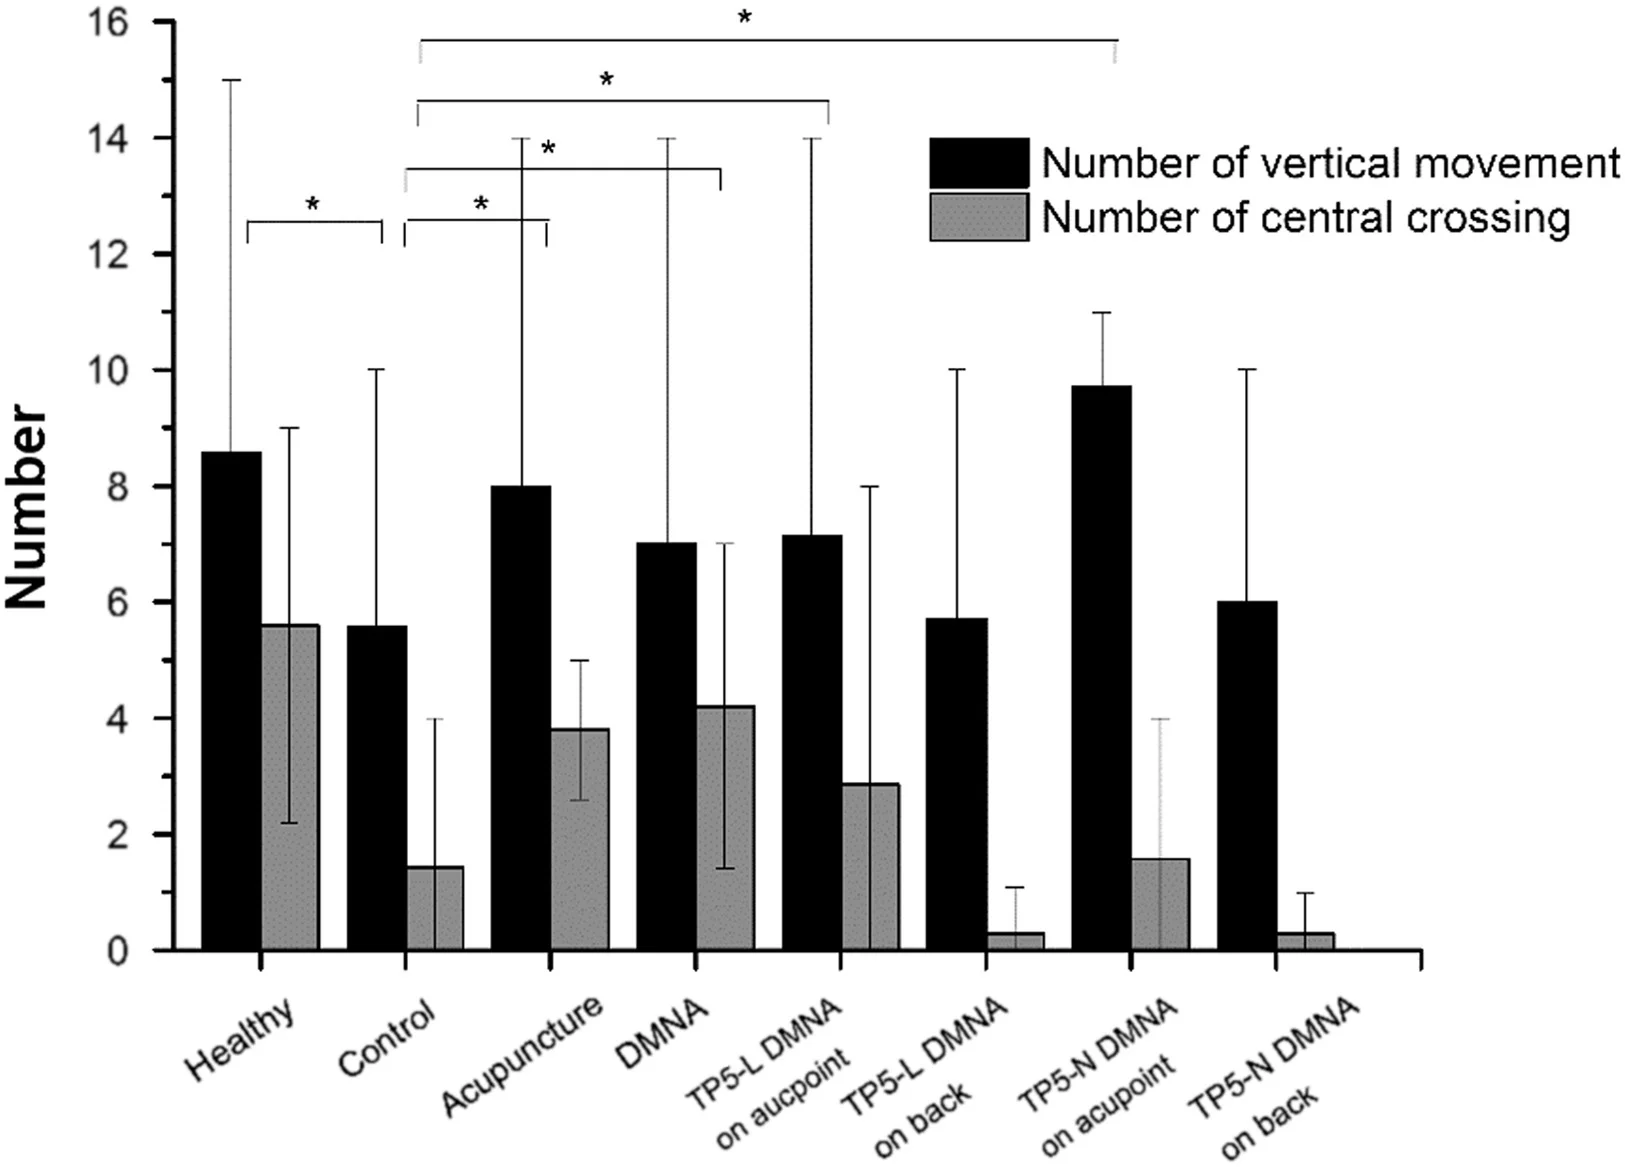 16
14
12
10
8
6
4
2
0
Number
*
*
*
*
*
Number of vertical movement
Number of central crossing
Healthy
Control
Acupuncture
DMNA
TP5-L DMNA
on aucpoint
TP5-L DMNA
on back
TP5-N DMNA
on acupoint
TP5-N DMNA
on back